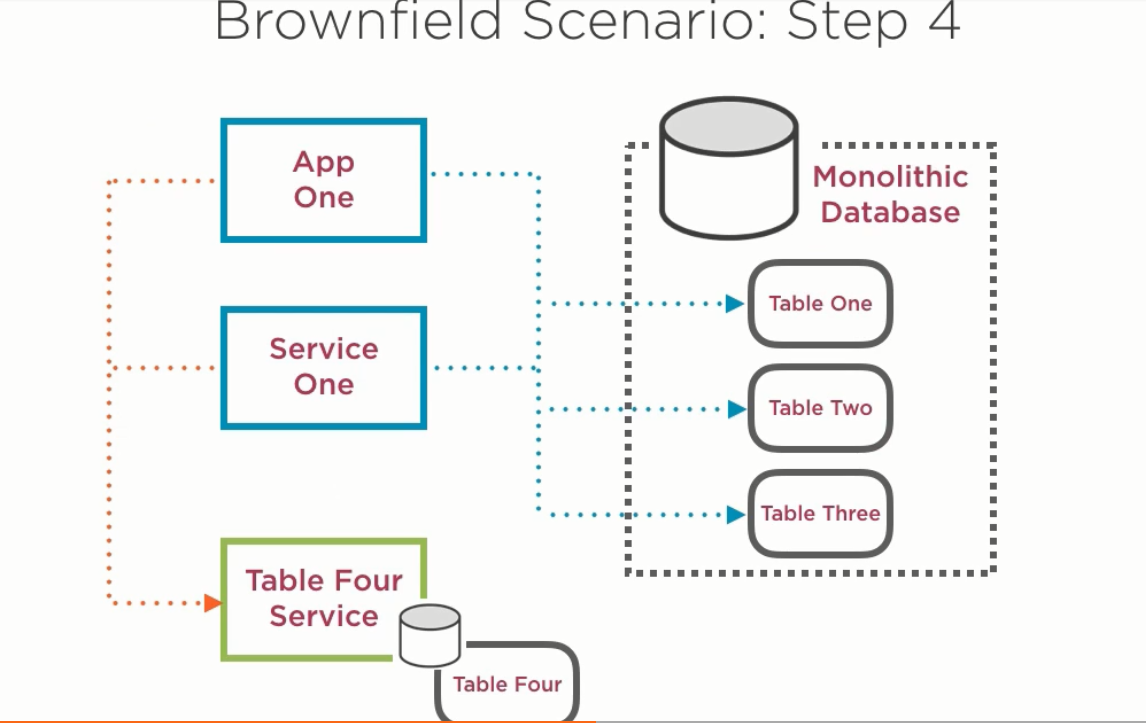 Brownfield Scenario: Step 4
App
One
Monolithic
Database
Table One
Service
One
Table Two
Table Three
Table Four
Service
Table Four